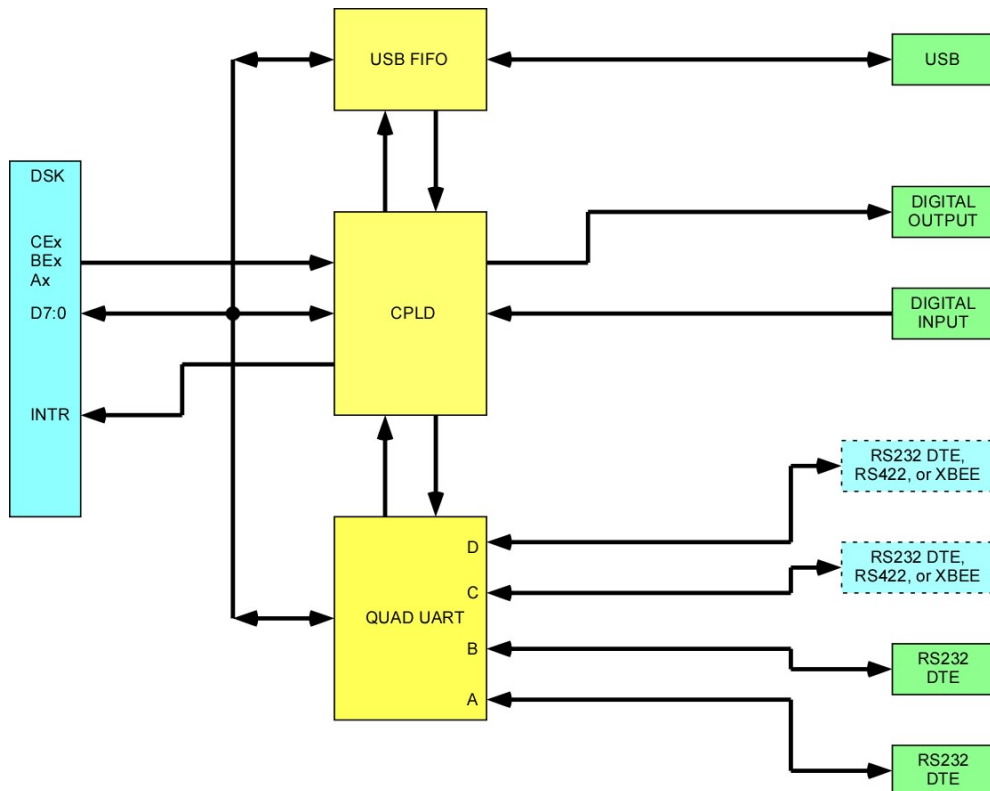 USB FIFO
USB
DSK
DIGITAL
OUTPUT
CEx
BEx
Ax
D7:0
CPLD
DIGITAL
INPUT
INTR
RS232 DTE,
RS422, or XBEE
D
RS232 DTE,
RS422, or XBEE
C
QUAD UART
B
RS232
DTE
A
RS232
DTE